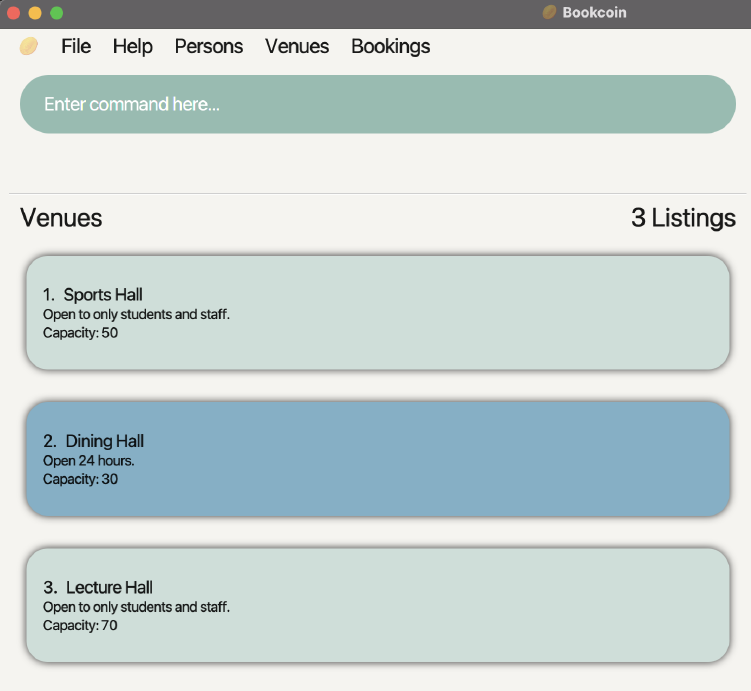 Bookcoin
File Help Persons Venues Bookings
Enter command here...
Venues 3 Listings
1. Sports Hall
Open to only students and staff.
Capacity: 50
2. Dining Hall
Open 24 hours.
Capacity: 30
3. Lecture Hall
Open to only students and staff.
Capacity: 70